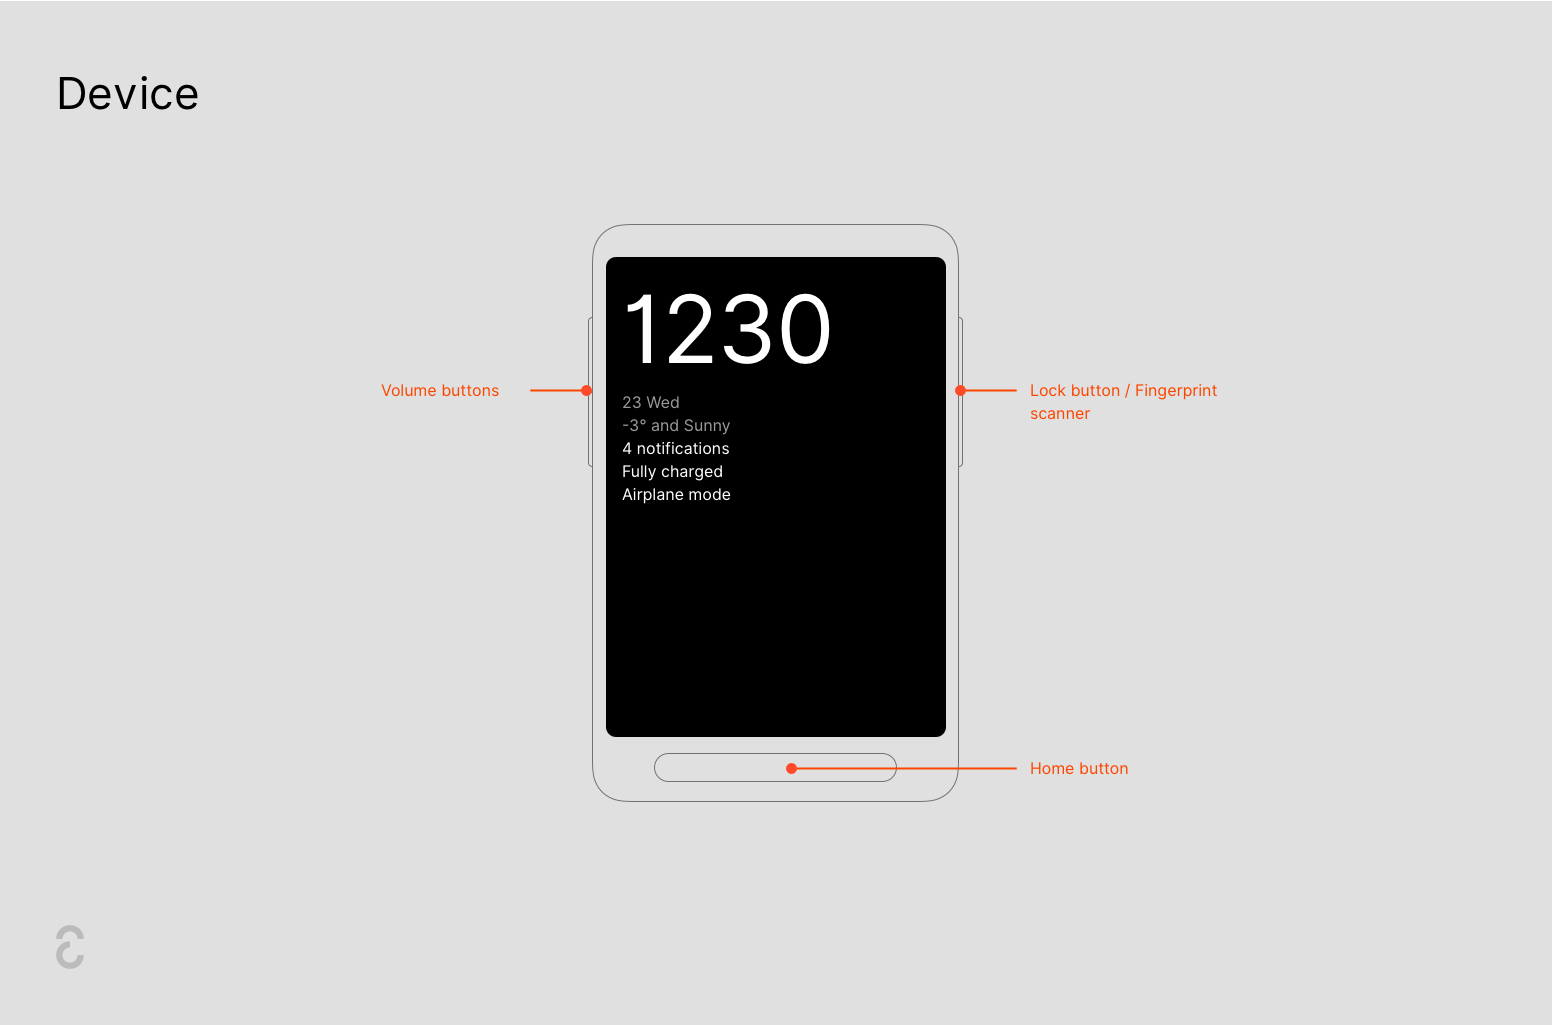 Device
1230
23 Wed
-3° and Sunny
4 notifications
Fully charged
Airplane mode
Volume buttons
Lock button / Fingerprint
scanner
Home button